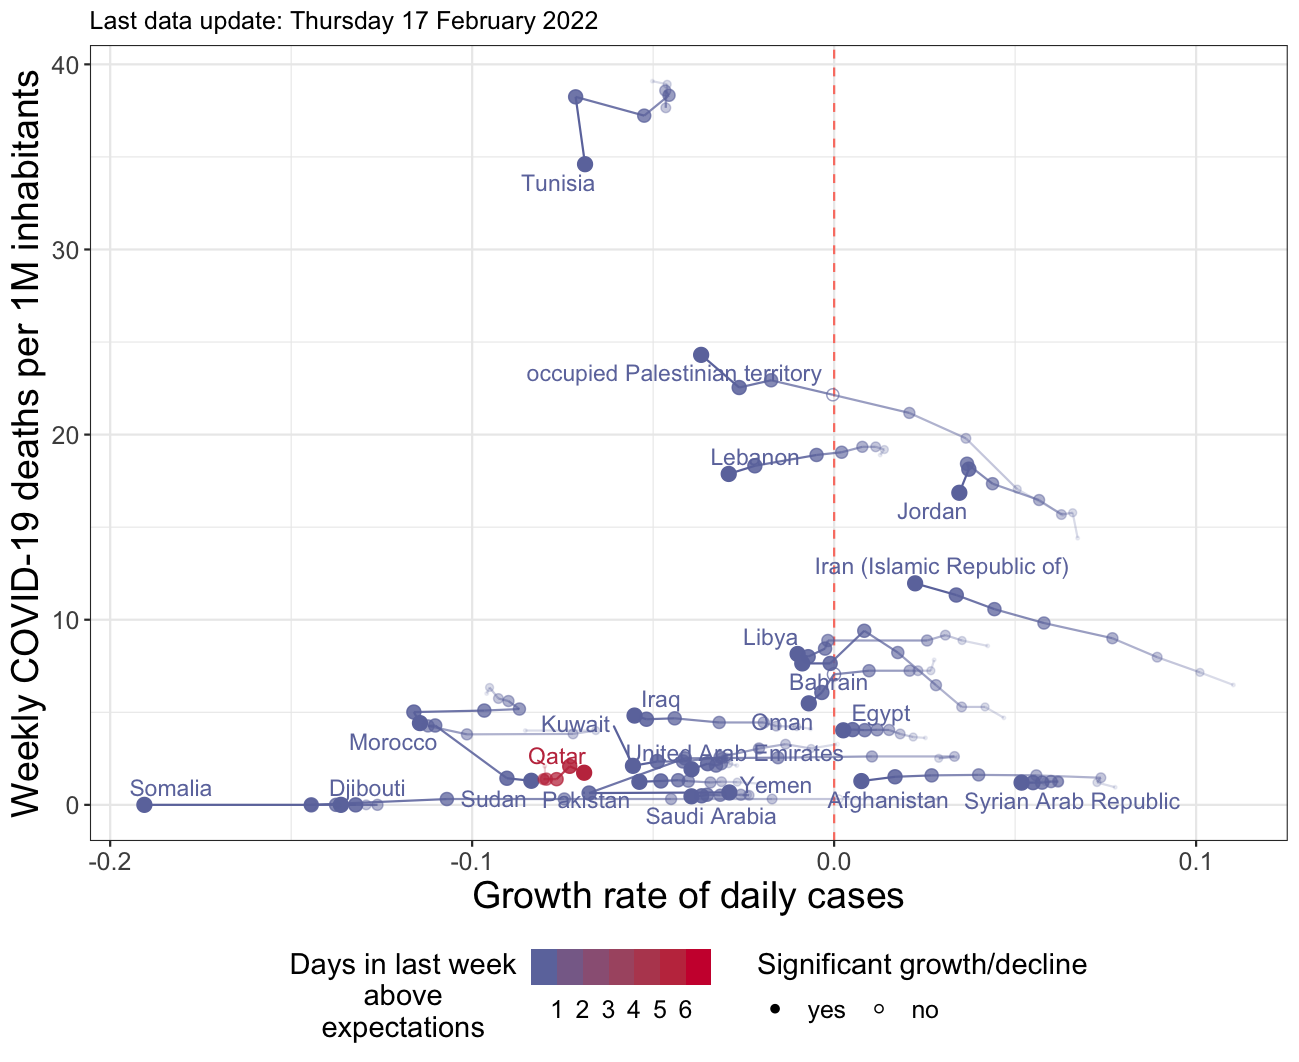 Last data update: Thursday 17 February 2022
Weekly COVID-19 deaths per 1M inhabitants
40
30
20
10
0
Tunisia
occupied Palestinian territory
Lebanon
Jordan
Iran (Islamic Republic of)
Libya
Bahrain
Iraq
Kuwait
Oman
Egypt
Morocco
Qatar
United Arab Emirates
Somalia
Djibouti
Sudan
Pakistan
Yemen
Saudi Arabia
Afghanistan
Syrian Arab Republic
-0.2
-0.1
0.0
0.1
Growth rate of daily cases
Days in last week
above
expectations
1 2 3 4 5 6
Significant growth/decline
yes
no